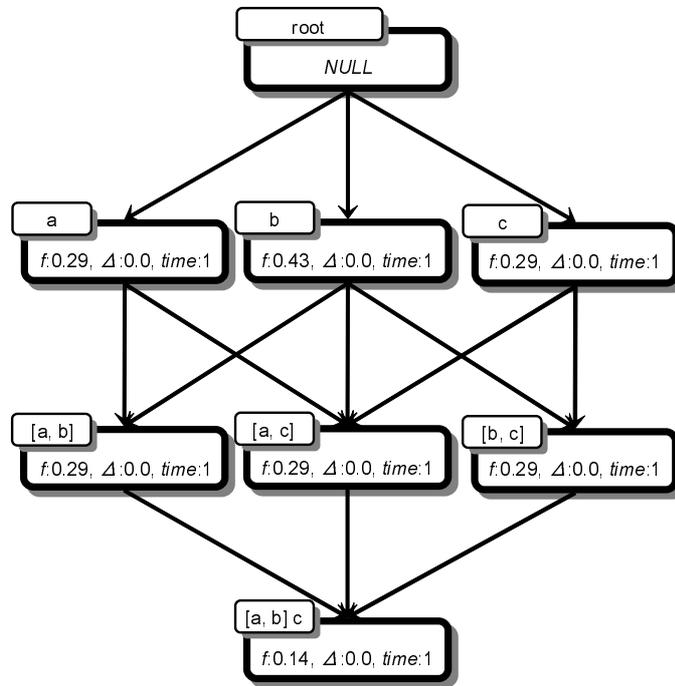 root
NULL
a
b
c
f:0.29, Δ:0.0, time:1
f:0.43, Δ:0.0, time:1
f:0.29, Δ:0.0, time:1
[a, b]
[a, c]
[b, c]
f:0.29, Δ:0.0, time:1
f:0.29, Δ:0.0, time:1
f:0.29, Δ:0.0, time:1
[a, b] c
f:0.14, Δ:0.0, time:1